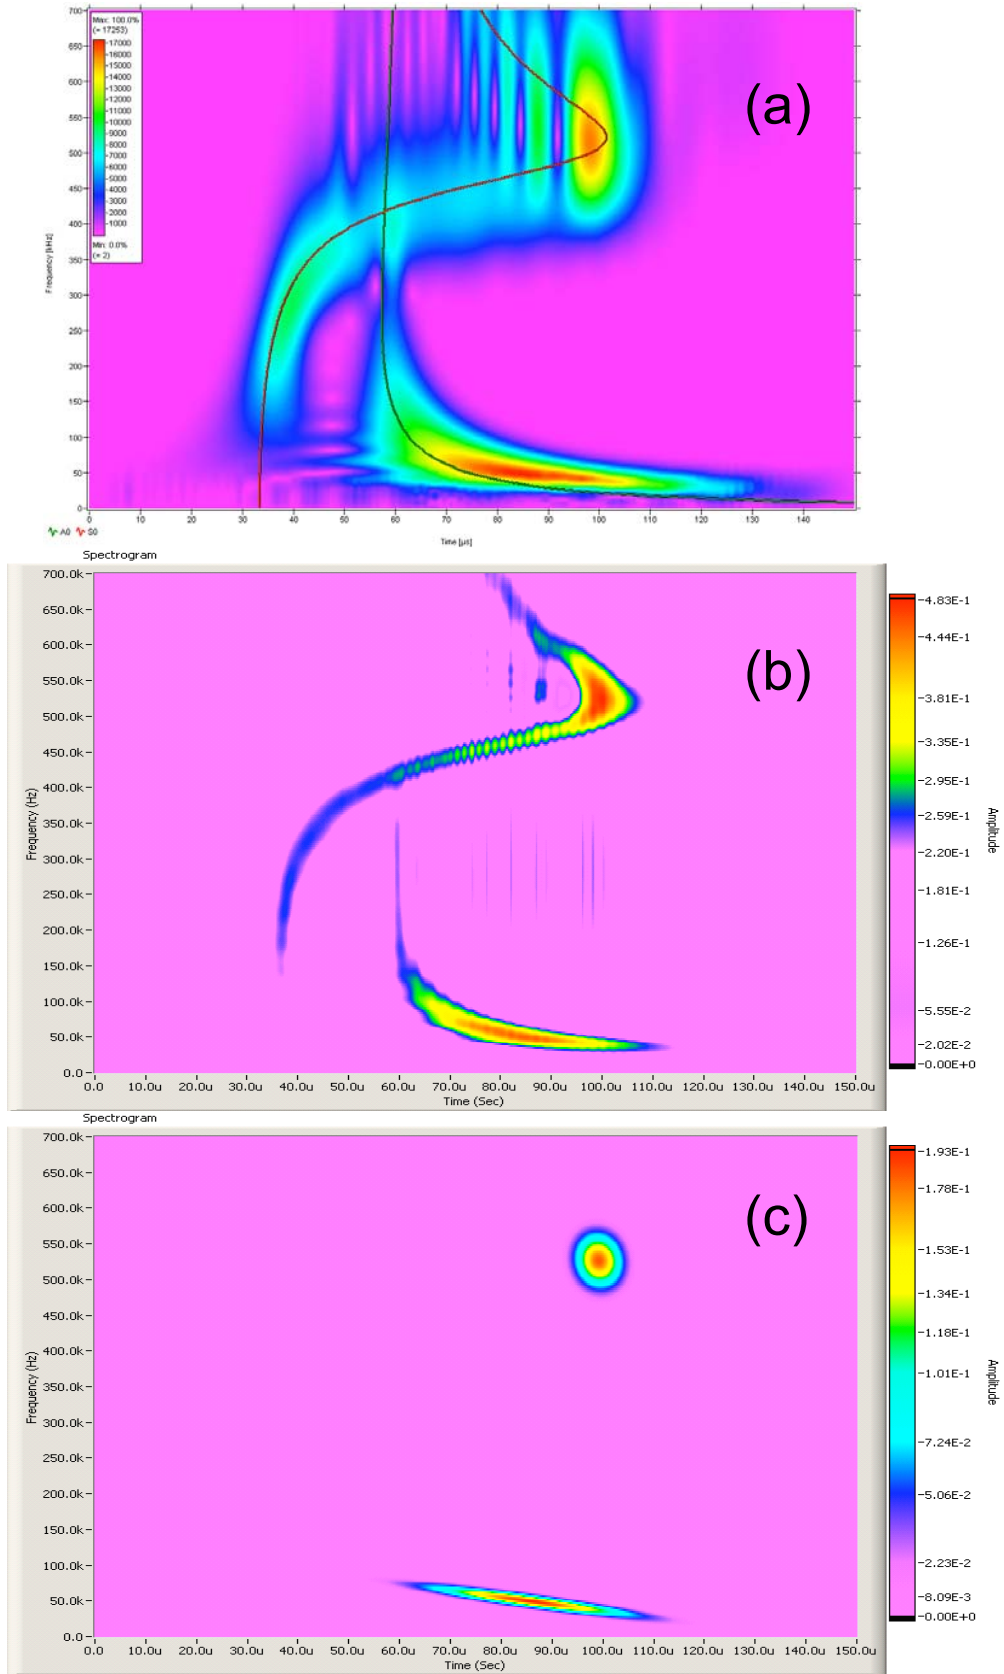 Max: 100.0%
(= 17253)
17000
16000
15000
14000
13000
12000
11000
10000
9000
8000
7000
6000
5000
4000
3000
2000
1000
Min: 0.0%
(= 2)
(a)
700
650
600
550
500
450
400
350
300
250
200
150
100
50
0
Frequency [kHz]
0 10 20 30 40 50 60 70 80 90 100 110 120 130 140
Time [µs]
A0 S0
Spectrogram
(b)
700.0k
650.0k
600.0k
550.0k
500.0k
450.0k
400.0k
350.0k
300.0k
250.0k
200.0k
150.0k
100.0k
50.0k
0.0
Frequency (Hz)
0.0 10.0u 20.0u 30.0u 40.0u 50.0u 60.0u 70.0u 80.0u 90.0u 100.0u 110.0u 120.0u 130.0u 140.0u 150.0u
Time (Sec)
4.83E-1
4.44E-1
3.81E-1
3.35E-1
2.95E-1
2.59E-1
2.20E-1
1.81E-1
1.26E-1
5.55E-2
2.02E-2
0.00E+0
Amplitude
Spectrogram
(c)
700.0k
650.0k
600.0k
550.0k
500.0k
450.0k
400.0k
350.0k
300.0k
250.0k
200.0k
150.0k
100.0k
50.0k
0.0
Frequency (Hz)
0.0 10.0u 20.0u 30.0u 40.0u 50.0u 60.0u 70.0u 80.0u 90.0u 100.0u 110.0u 120.0u 130.0u 140.0u 150.0u
Time (Sec)
1.93E-1
1.78E-1
1.53E-1
1.34E-1
1.18E-1
1.01E-1
7.24E-2
5.06E-2
2.23E-2
8.09E-3
0.00E+0
Amplitude